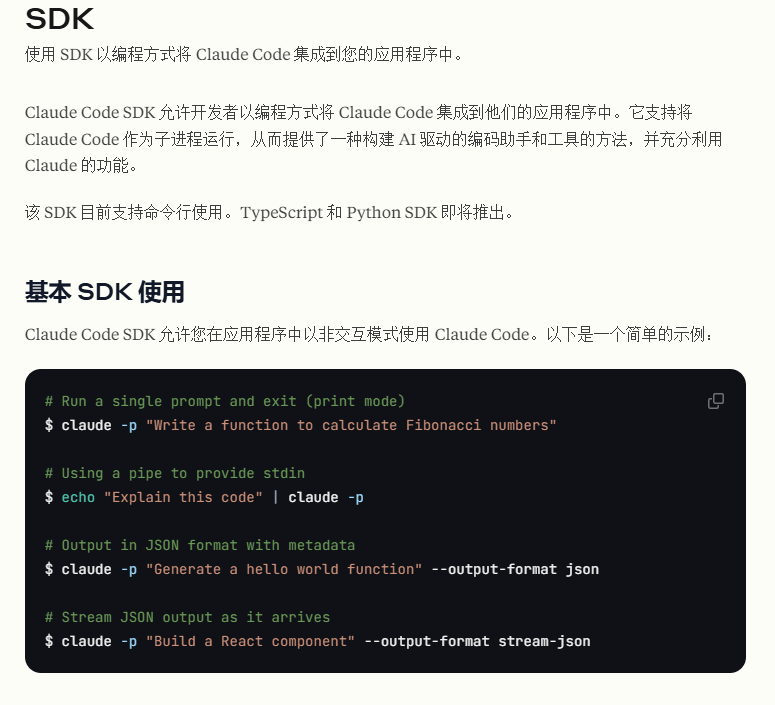 SDK
使用 SDK 以编程方式将 Claude Code 集成到您的应用程序中。
Claude Code SDK 允许开发者以编程方式将 Claude Code 集成到他们的应用程序中。它支持将
Claude Code 作为子进程运行，从而提供了一种构建 AI 驱动的编码助手和工具的方法，并充分利用
Claude 的功能。
该 SDK 目前支持命令行使用。TypeScript 和 Python SDK 即将推出。
基本 SDK 使用
Claude Code SDK 允许您在应用程序中以非交互模式使用 Claude Code。以下是一个简单的示例：
# Run a single prompt and exit (print mode)
$ claude -p "Write a function to calculate Fibonacci numbers"
# Using a pipe to provide stdin
$ echo "Explain this code" | claude -p
# Output in JSON format with metadata
$ claude -p "Generate a hello world function" --output-format json
# Stream JSON output as it arrives
$ claude -p "Build a React component" --output-format stream-json